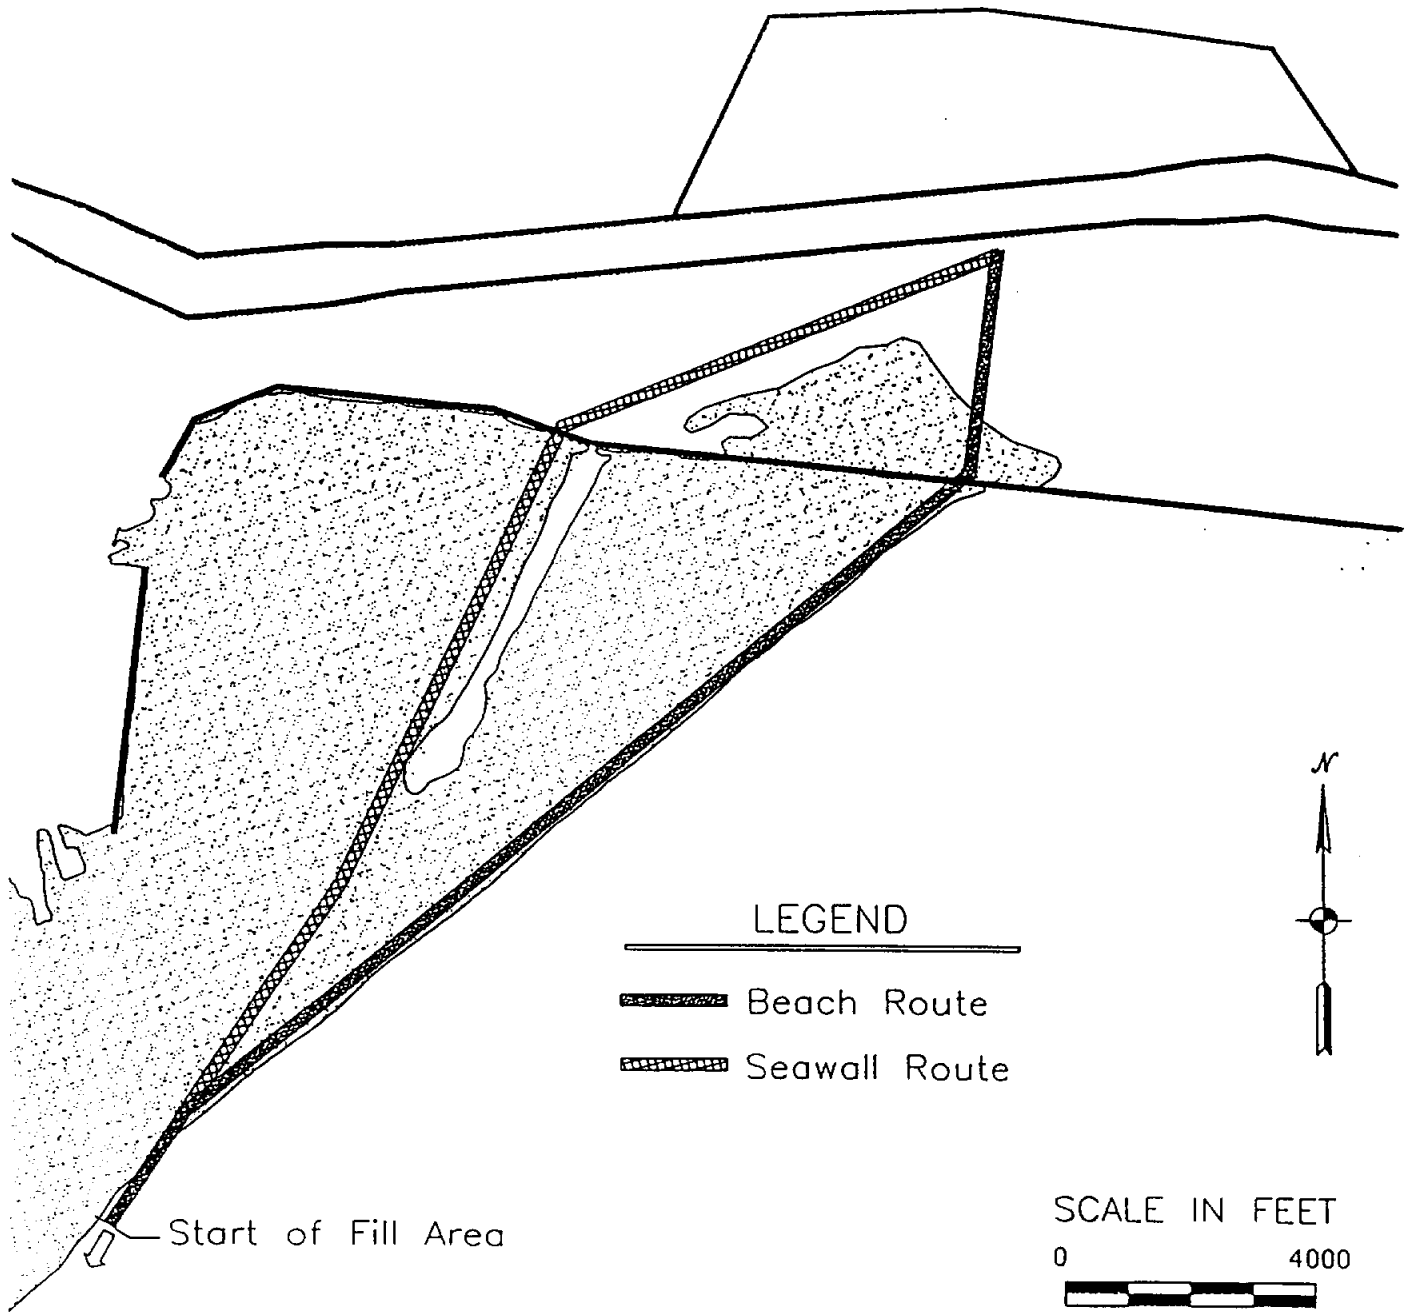 N
LEGEND
Beach Route
Seawall Route
Start of Fill Area
SCALE IN FEET
0 4000